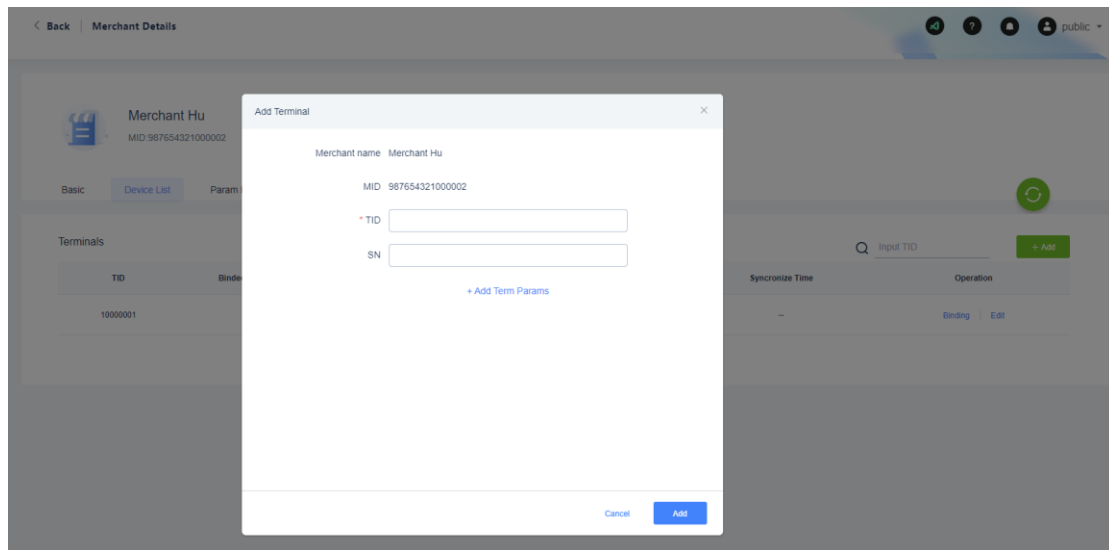 Back | Merchant Details
public
Merchant Hu
MID:987654321000002
Basic Device List Param
Add Terminal
Merchant name Merchant Hu
MID 987654321000002
* TID
SN
+ Add Term Params
Cancel Add
Terminals
Input TID + Add
TID Binde Syncronize Time Operation
10000001 -- Binding | Edit